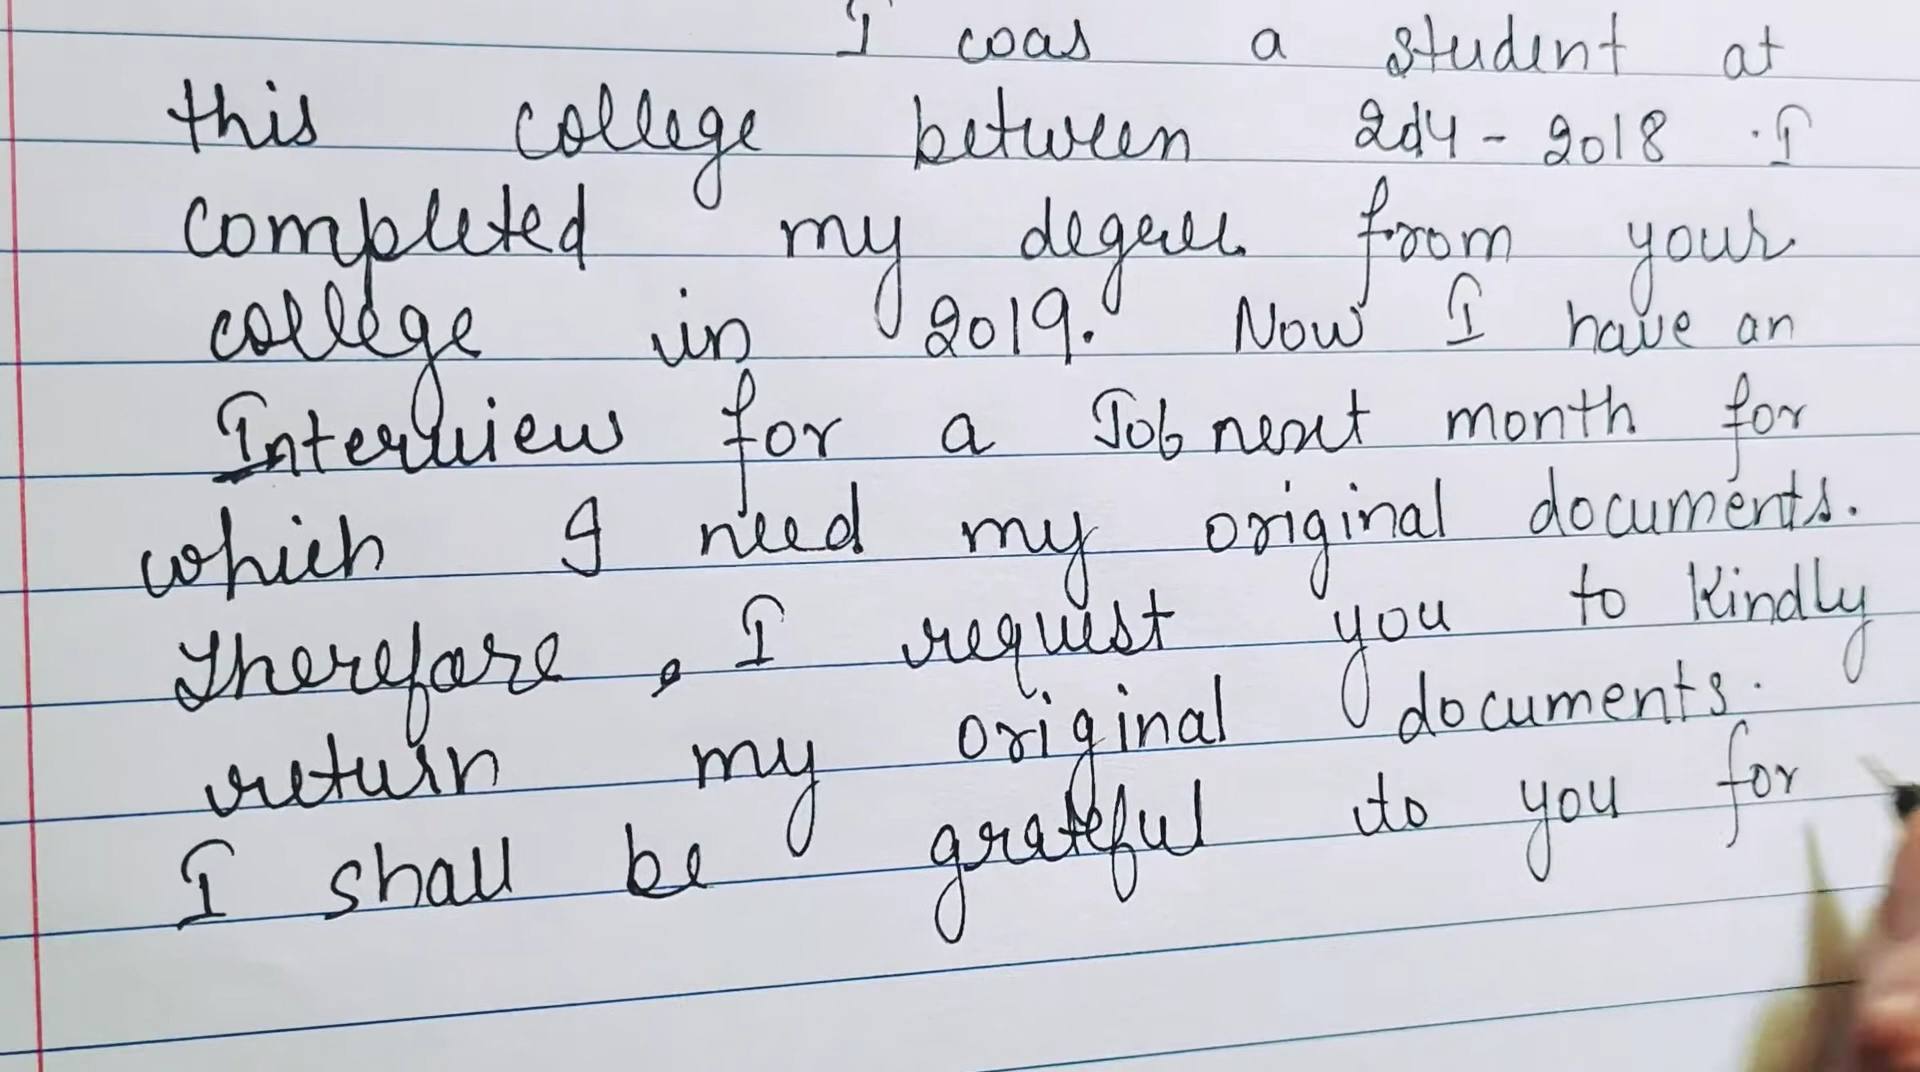 I was a student at
this college between 2014 - 2018 . I
completed my degree from your
college in 2019. Now I have an
Interview for a Job next month for
which I need my original documents.
Therefore , I request you to kindly
return my original documents.
I shall be grateful to you for